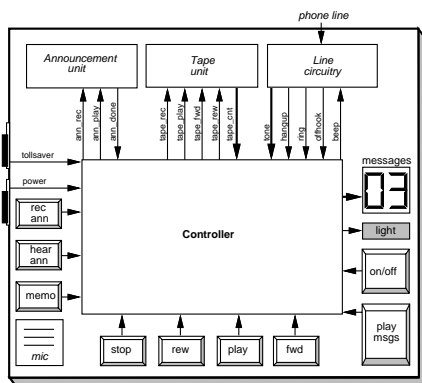 phone line
Announcement
unit
Tape
unit
Line
circuitry
ann_rec
ann_play
ann_done
tape_rec
tape_play
tape_fwd
tape_rew
tape_cnt
tone
hangup
ring
offhook
beep
tollsaver
power
messages
03
rec
ann
Controller
light
hear
ann
on/off
memo
play
msgs
mic
stop
rew
play
fwd